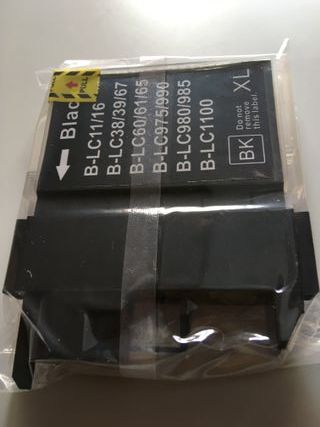 Black
B-LC11/16
B-LC38/39/67
B-LC60/61/65
B-LC975/990
B-LC980/985
B-LC1100
BK
Do not
remove
this label.
XL
PULL